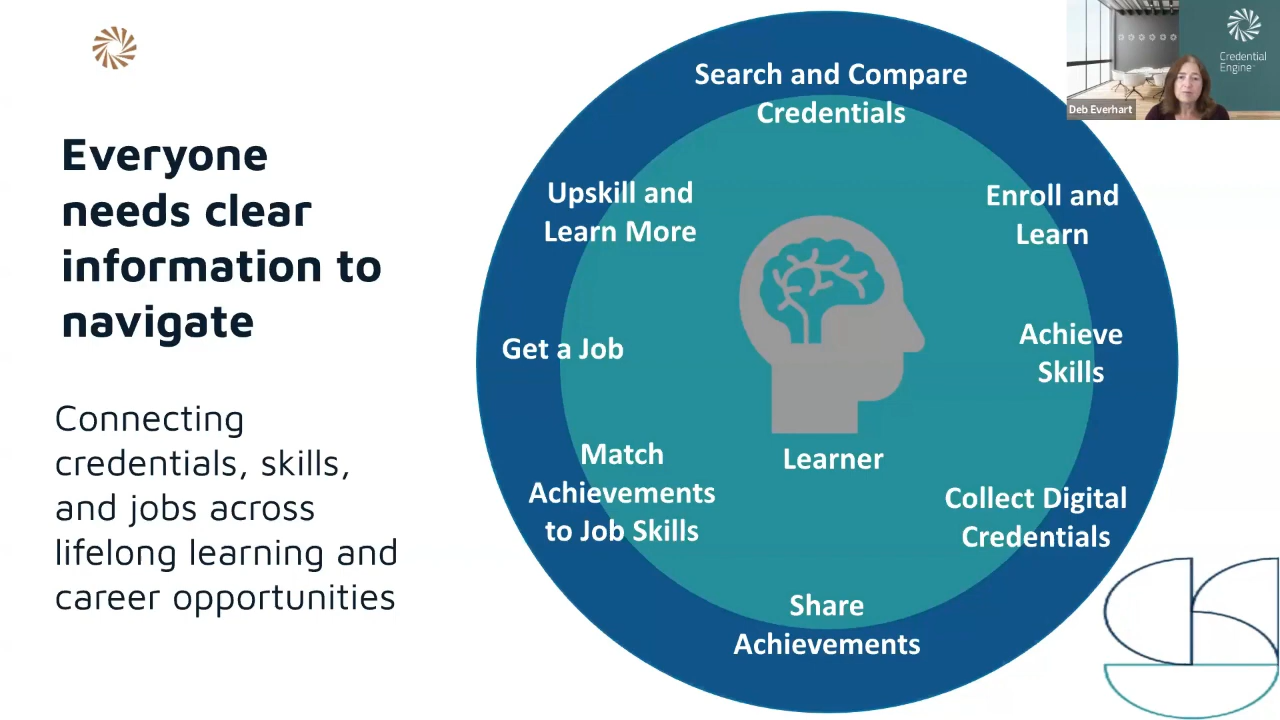 Everyone
needs clear
information to
navigate
Connecting
credentials, skills,
and jobs across
lifelong learning and
career opportunities
Search and Compare
Credentials
Enroll and
Learn
Achieve
Skills
Collect Digital
Credentials
Share
Achievements
Match
Achievements
to Job Skills
Get a Job
Upskill and
Learn More
Learner
Credential
Engine
Deb Everhart